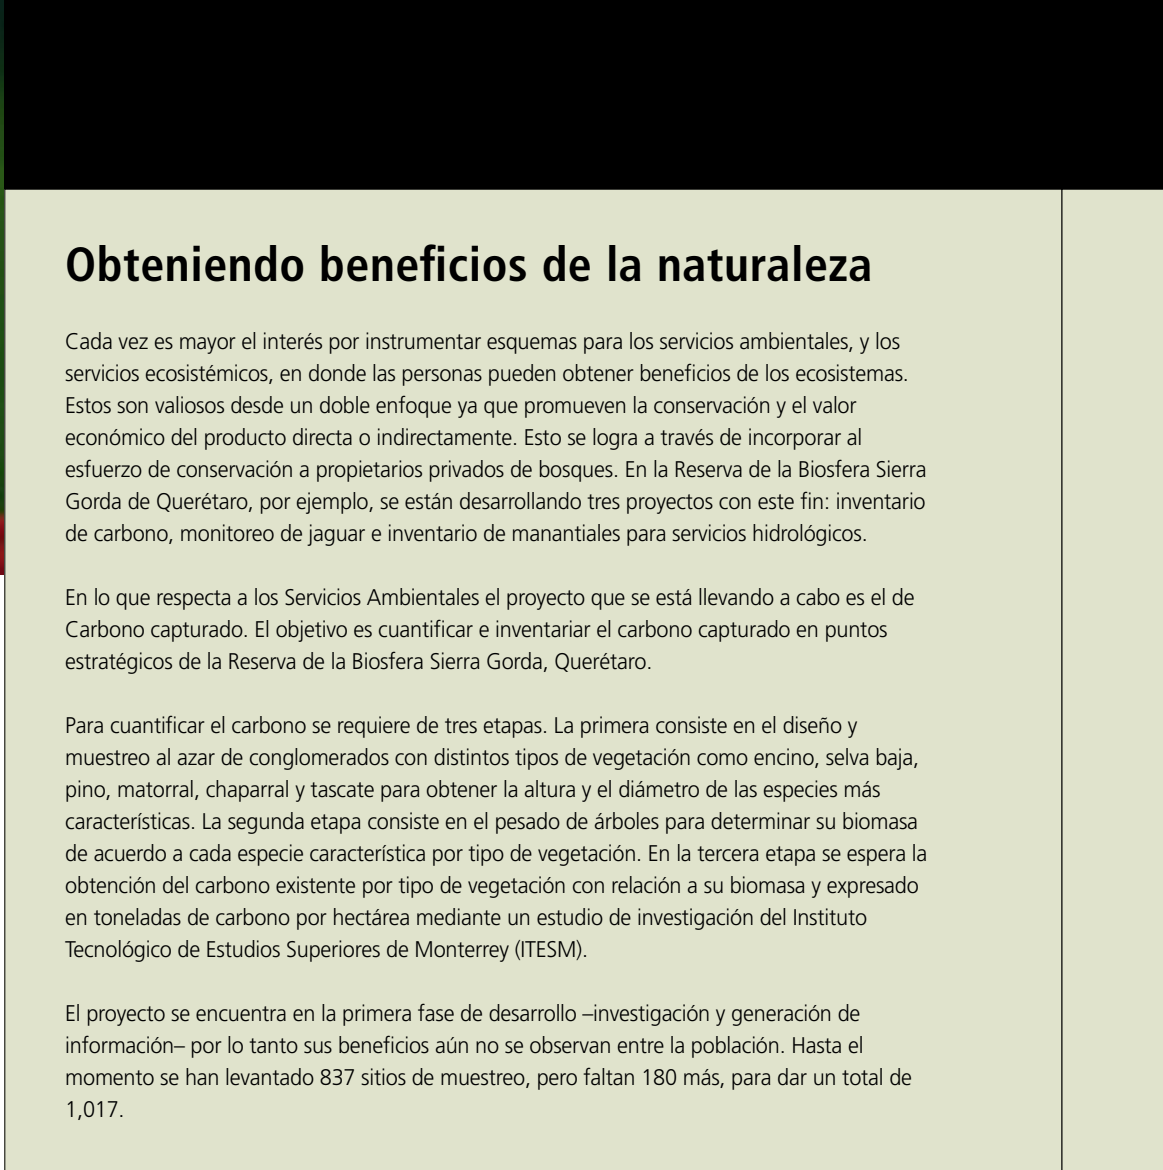 Obteniendo beneficios de la naturaleza
Cada vez es mayor el interés por instrumentar esquemas para los servicios ambientales, y los
servicios ecosistémicos, en donde las personas pueden obtener beneficios de los ecosistemas.
Estos son valiosos desde un doble enfoque ya que promueven la conservación y el valor
económico del producto directa o indirectamente. Esto se logra a través de incorporar al
esfuerzo de conservación a propietarios privados de bosques. En la Reserva de la Biosfera Sierra
Gorda de Querétaro, por ejemplo, se están desarrollando tres proyectos con este fin: inventario
de carbono, monitoreo de jaguar e inventario de manantiales para servicios hidrológicos.
En lo que respecta a los Servicios Ambientales el proyecto que se está llevando a cabo es el de
Carbono capturado. El objetivo es cuantificar e inventariar el carbono capturado en puntos
estratégicos de la Reserva de la Biosfera Sierra Gorda, Querétaro.
Para cuantificar el carbono se requiere de tres etapas. La primera consiste en el diseño y
muestreo al azar de conglomerados con distintos tipos de vegetación como encino, selva baja,
pino, matorral, chaparral y tascate para obtener la altura y el diámetro de las especies más
características. La segunda etapa consiste en el pesado de árboles para determinar su biomasa
de acuerdo a cada especie característica por tipo de vegetación. En la tercera etapa se espera la
obtención del carbono existente por tipo de vegetación con relación a su biomasa y expresado
en toneladas de carbono por hectárea mediante un estudio de investigación del Instituto
Tecnológico de Estudios Superiores de Monterrey (ITESM).
El proyecto se encuentra en la primera fase de desarrollo –investigación y generación de
información– por lo tanto sus beneficios aún no se observan entre la población. Hasta el
momento se han levantado 837 sitios de muestreo, pero faltan 180 más, para dar un total de
1,017.